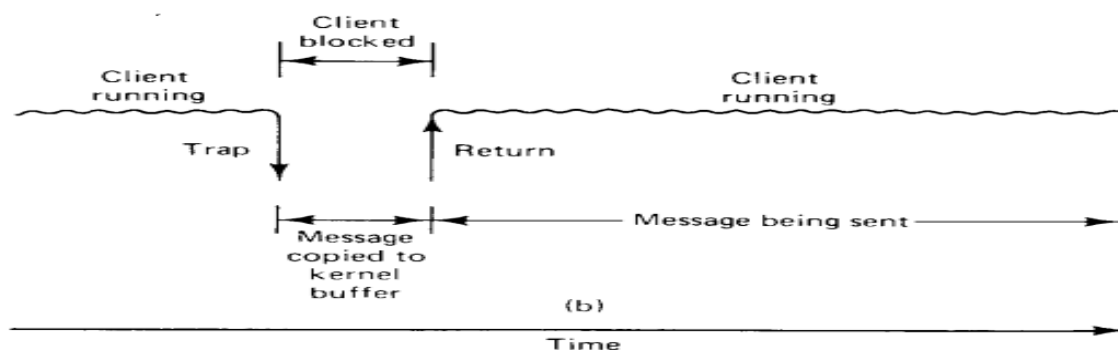 Client
blocked
Client
running
Client
running
Trap
Return
Message being sent
Message
copied to
kernel
buffer
(b)
Time